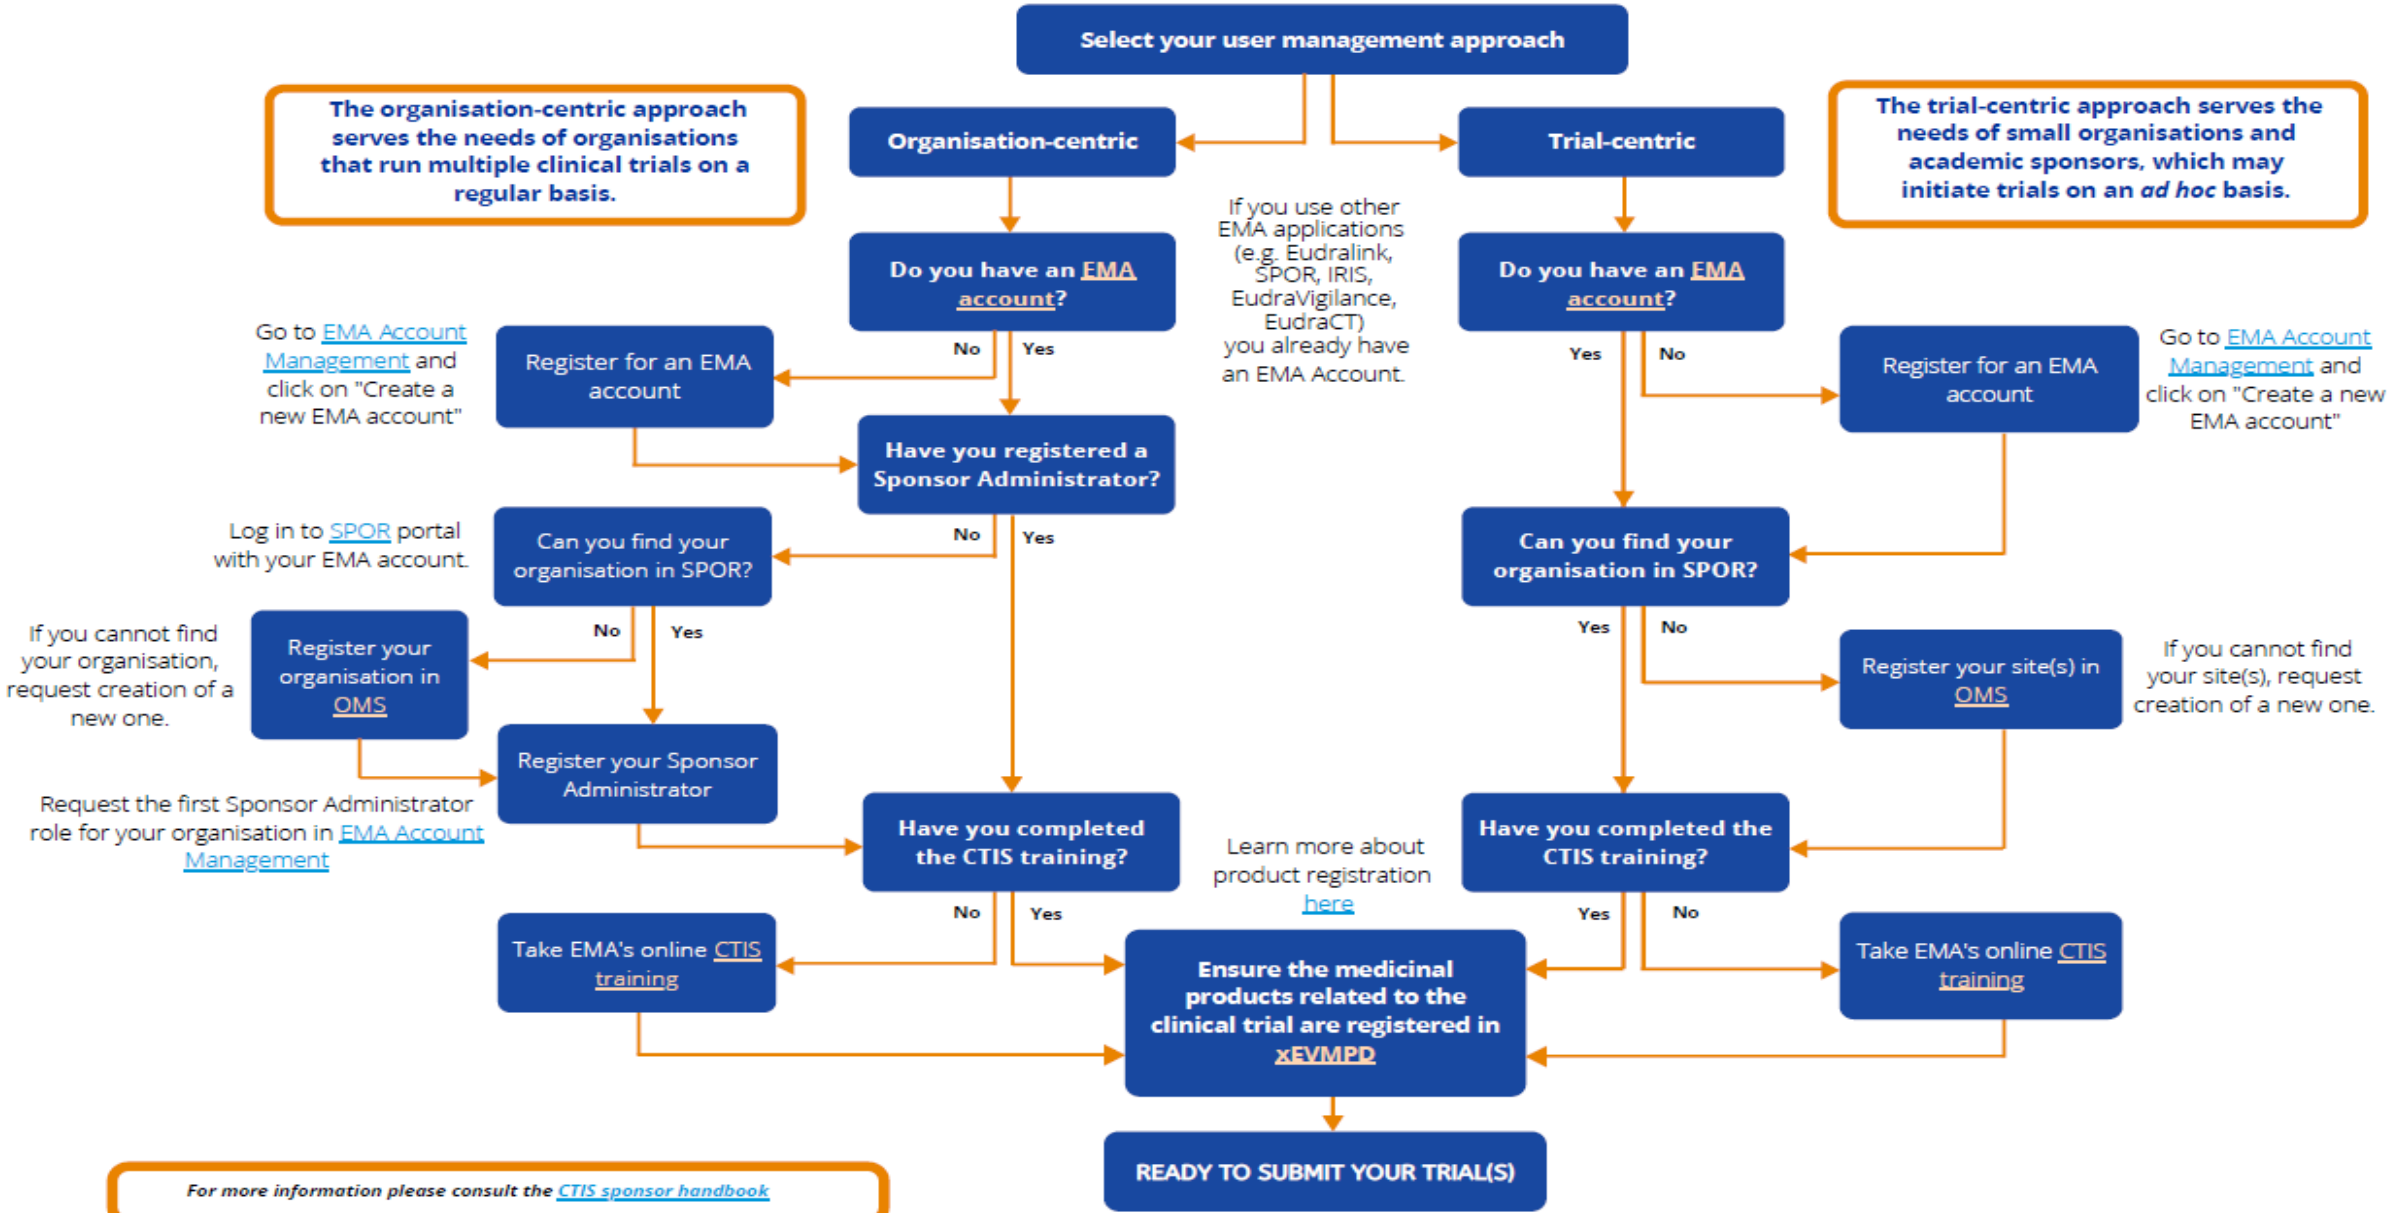 Select your user management approach
The organisation-centric approach
serves the needs of organisations
that run multiple clinical trials on a
regular basis.
Organisation-centric
Trial-centric
The trial-centric approach serves the
needs of small organisations and
academic sponsors, which may
initiate trials on an ad hoc basis.
If you use other
EMA applications
(e.g. Eudralink,
SPOR, IRIS,
EudraVigilance,
EudraCT)
you already have
an EMA Account.
Do you have an EMA
account?
Do you have an EMA
account?
No
Yes
Yes
No
Go to EMA Account
Management and
click on "Create a
new EMA account"
Register for an EMA
account
Register for an EMA
account
Go to EMA Account
Management and
click on "Create a new
EMA account"
Have you registered a
Sponsor Administrator?
No
Yes
Log in to SPOR portal
with your EMA account.
Can you find your
organisation in SPOR?
Can you find your
organisation in SPOR?
No
Yes
Yes
No
If you cannot find
your organisation,
request creation of a
new one.
Register your
organisation in
OMS
Register your site(s) in
OMS
If you cannot find
your site(s), request
creation of a new one.
Register your Sponsor
Administrator
Request the first Sponsor Administrator
role for your organisation in EMA Account
Management
Have you completed
the CTIS training?
Learn more about
product registration
here
Have you completed the
CTIS training?
No
Yes
Yes
No
Take EMA's online CTIS
training
Ensure the medicinal
products related to the
clinical trial are registered in
xEVMPD
Take EMA's online CTIS
training
READY TO SUBMIT YOUR TRIAL(S)
For more information please consult the CTIS sponsor handbook